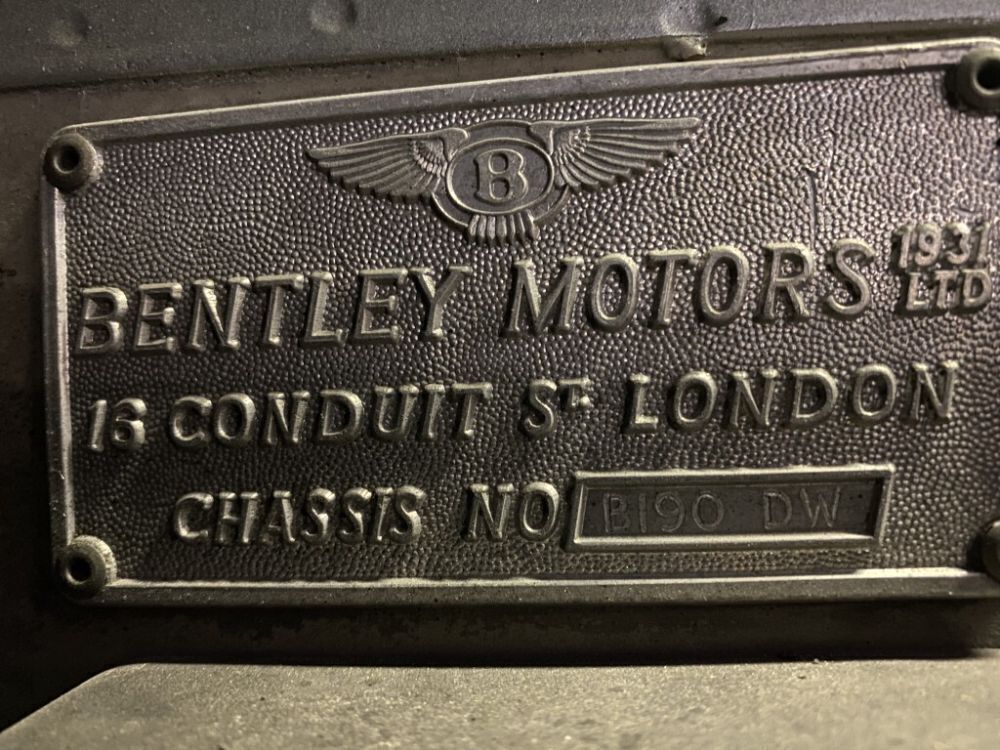 B
BENTLEY MOTORS 1931 LTD
16 CONDUIT ST. LONDON
CHASSIS NO B190 DW